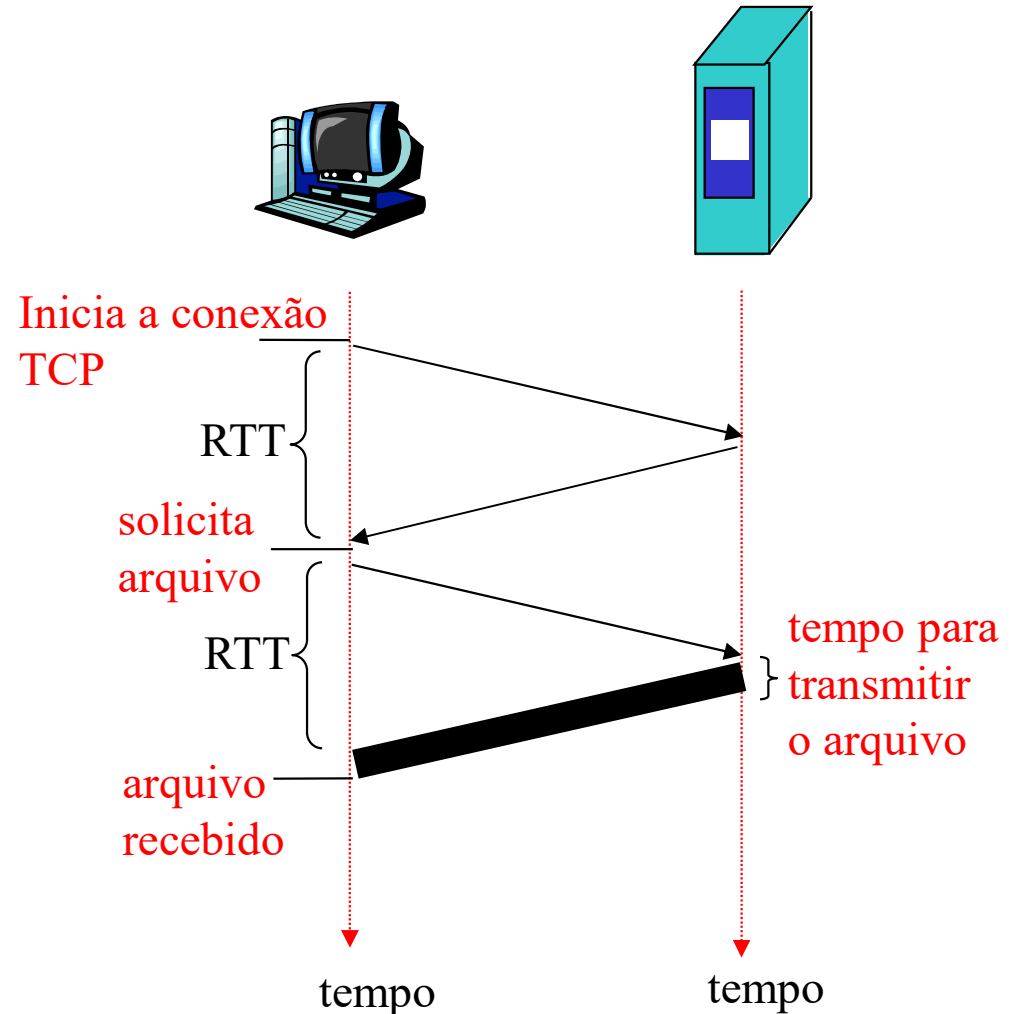 Inicia a conexão
TCP
RTT
solicita
arquivo
RTT
tempo para
transmitir
o arquivo
arquivo
recebido
tempo
tempo